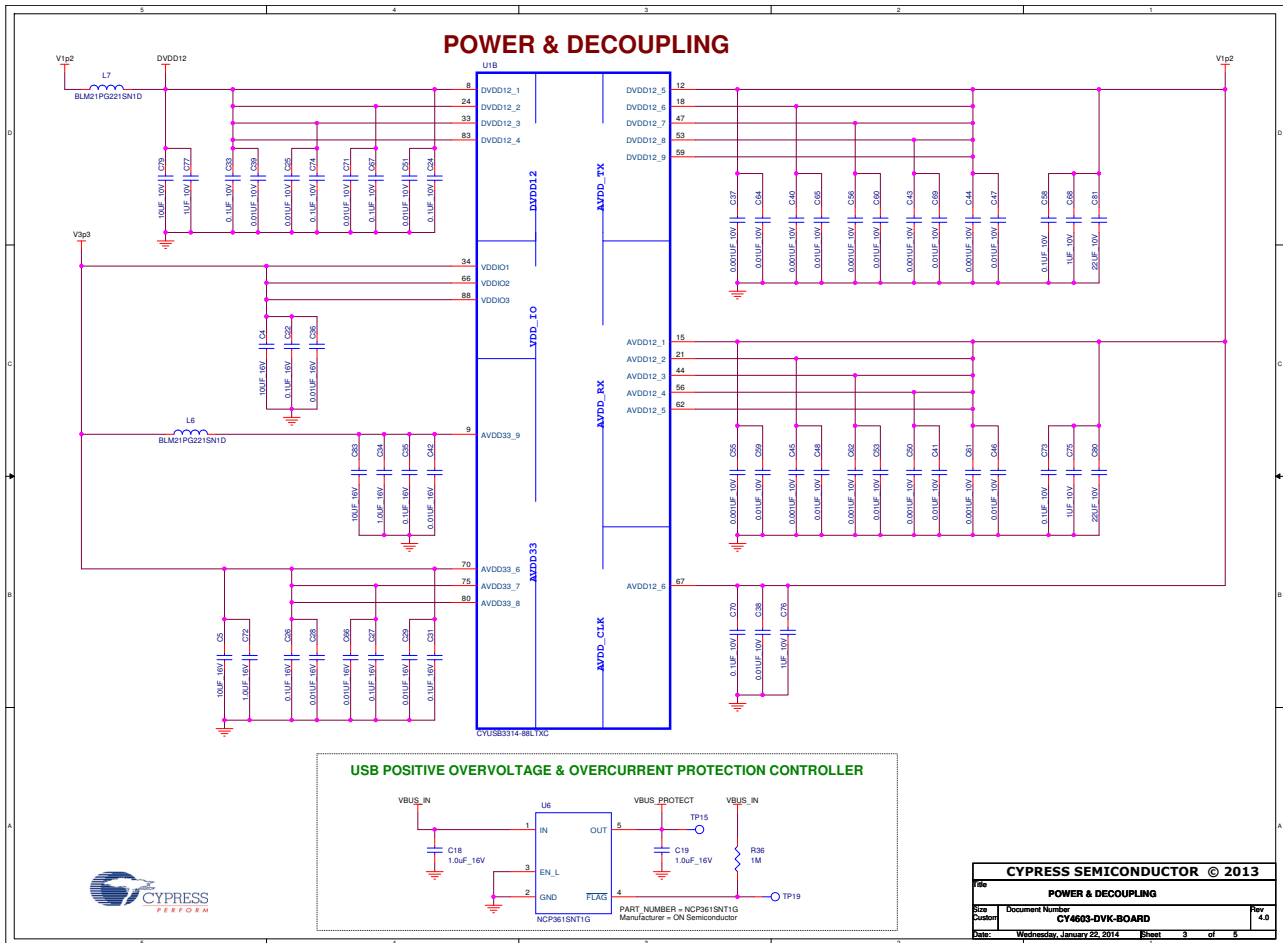 5 4 3 2 1
POWER & DECOUPLING
V1p2
DVDD12
L7
BLM21PG221SN1D
U1B
V1p2
8 DVDD12_1
24 DVDD12_2
33 DVDD12_3
83 DVDD12_4
DVDD12
DVDD12_5 12
DVDD12_6 18
DVDD12_7 47
DVDD12_8 53
DVDD12_9 59
AVDD_TX
C79 10UF_10V
C77 1UF_10V
C33 0.1UF_10V
C39 0.01UF_10V
C25 0.01UF_10V
C74 0.1UF_10V
C71 0.01UF_10V
C67 0.01UF_10V
C51 0.01UF_10V
C24 0.1UF_10V
C37 0.001UF_10V
C64 0.01UF_10V
C40 0.001UF_10V
C65 0.01UF_10V
C56 0.001UF_10V
C60 0.01UF_10V
C43 0.001UF_10V
C69 0.01UF_10V
C44 0.001UF_10V
C47 0.01UF_10V
C58 0.1UF_10V
C68 1UF_10V
C81 22UF_10V
V3p3
34 VDDIO1
66 VDDIO2
88 VDDIO3
VDD_IO
C4 10UF_16V
C22 0.1UF_16V
C36 0.01UF_16V
AVDD12_1 15
AVDD12_2 21
AVDD12_3 44
AVDD12_4 56
AVDD12_5 62
AVDD_RX
L6
BLM21PG221SN1D
9 AVDD33_9
C83 10UF_16V
C34 1.0UF_16V
C35 0.1UF_16V
C42 0.01UF_16V
C55 0.001UF_10V
C59 0.01UF_10V
C45 0.001UF_10V
C48 0.01UF_10V
C62 0.001UF_10V
C53 0.01UF_10V
C50 0.001UF_10V
C41 0.01UF_10V
C61 0.001UF_10V
C46 0.01UF_10V
C73 0.1UF_10V
C75 1UF_10V
C80 22UF_10V
AVDD33
70 AVDD33_6
75 AVDD33_7
80 AVDD33_8
AVDD12_6 67
AVDD_CLK
C5 10UF_16V
C72 1.0UF_16V
C26 0.1UF_16V
C28 0.01UF_16V
C66 0.01UF_16V
C27 0.1UF_16V
C29 0.01UF_16V
C31 0.1UF_16V
C70 0.1UF_10V
C38 0.01UF_10V
C76 1UF_10V
CYUSB3314-88LTXC
USB POSITIVE OVERVOLTAGE & OVERCURRENT PROTECTION CONTROLLER
VBUS_IN
U6
VBUS_PROTECT
VBUS_IN
TP15
1 IN
OUT 5
C18
1.0uF_16V
C19
1.0uF_16V
R36
1M
3 EN_L
2 GND
FLAG 4
TP19
NCP361SNT1G
PART_NUMBER = NCP361SNT1G
Manufacturer = ON Semiconductor
CYPRESS
PERFORM
CYPRESS SEMICONDUCTOR © 2013
Title
POWER & DECOUPLING
Size Document Number Rev
Custom CY4603-DVK-BOARD 4.0
Date: Wednesday, January 22, 2014 Sheet 3 of 5
D
D
C
C
B
B
A
A
5 4 3 2 1